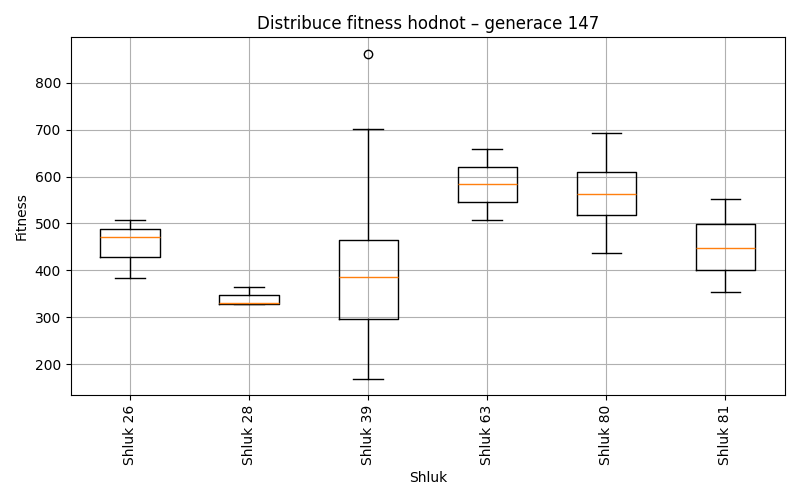 Distribuce fitness hodnot – generace 147
Fitness
800
700
600
500
400
300
200
Shluk 26
Shluk 28
Shluk 39
Shluk 63
Shluk 80
Shluk 81
Shluk